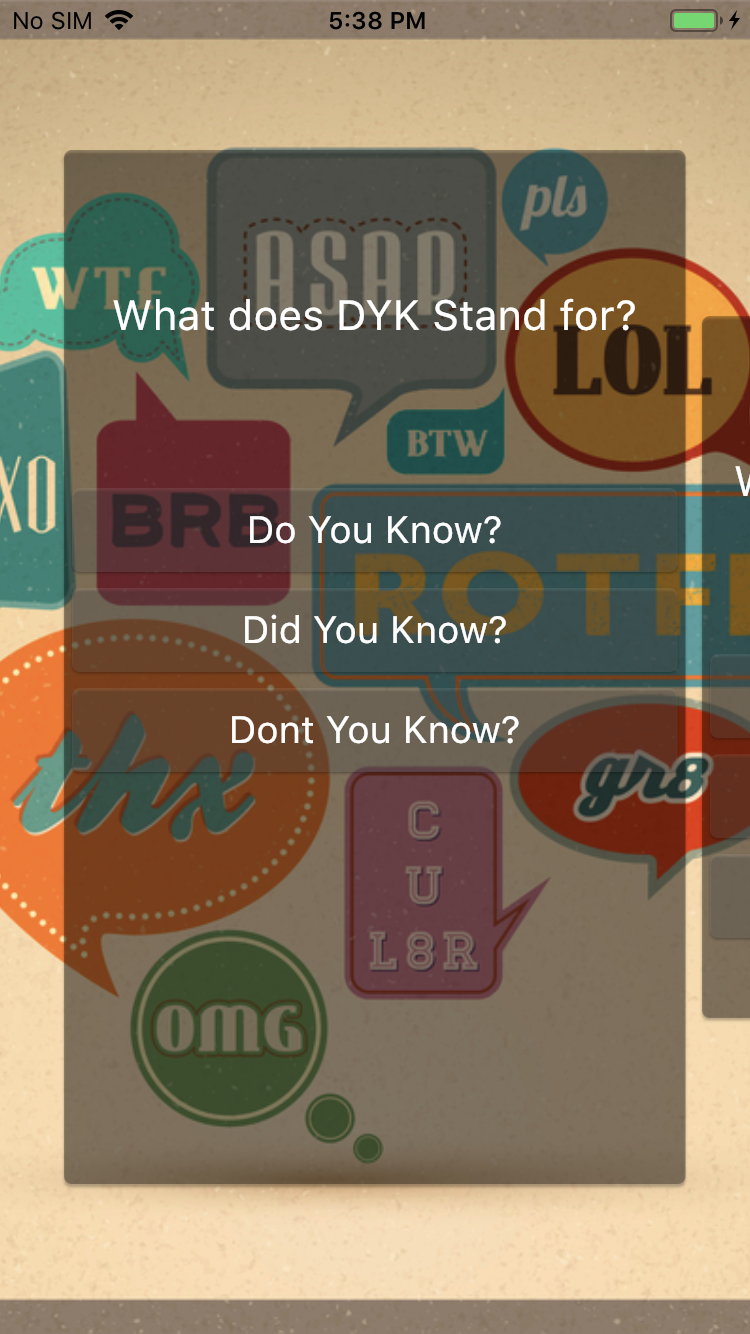 No SIM 5:38 PM
WTF
ASAP
pls
What does DYK Stand for?
LOL
BTW
XO
BRB
Do You Know?
ROTF
Did You Know?
Dont You Know?
thx
gr8
C
U
L8R
OMG